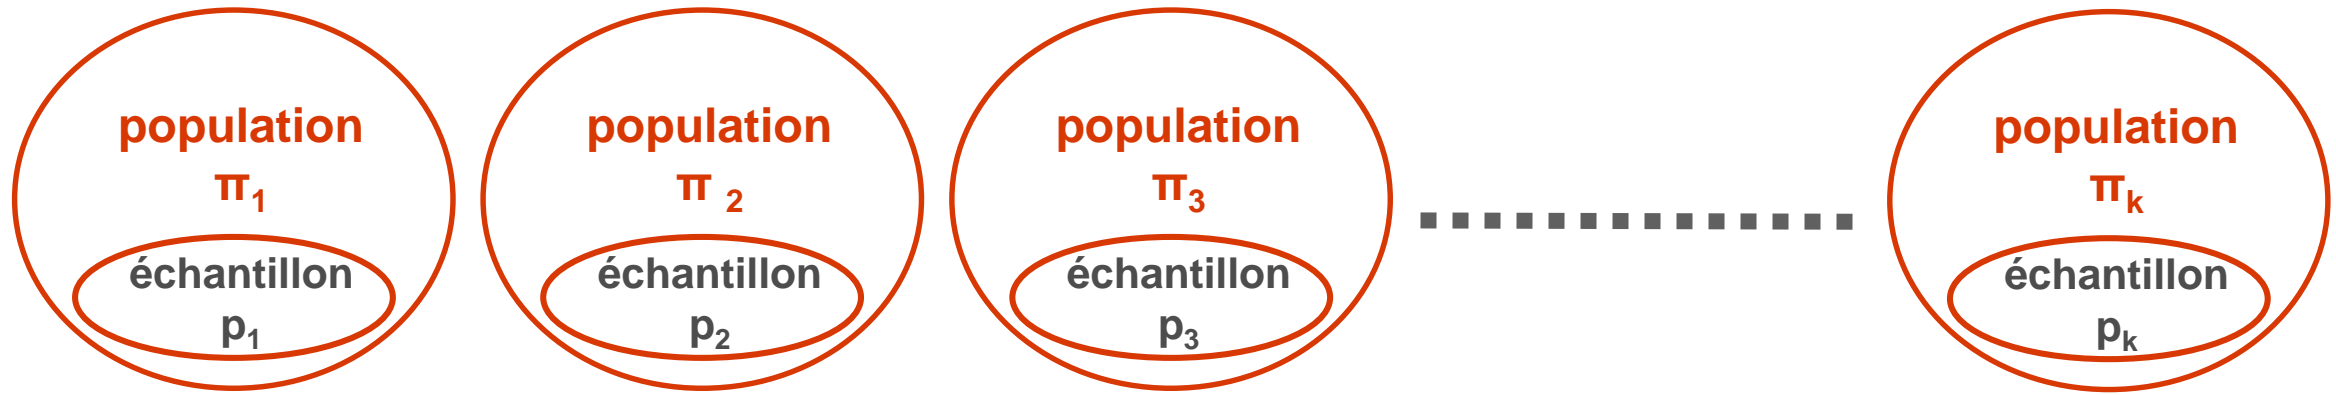 population
π1
échantillon
p1
population
π 2
échantillon
p2
population
π3
échantillon
p3
population
πk
échantillon
pk